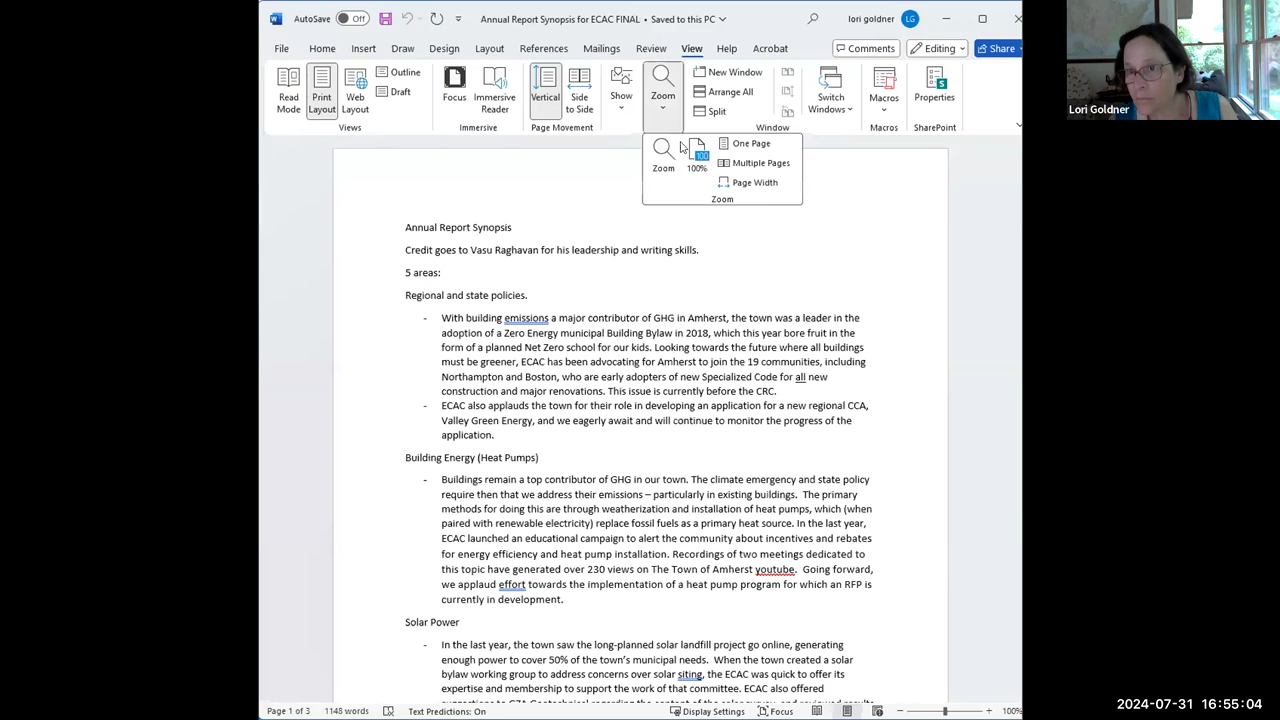 AutoSave Off Annual Report Synopsis for ECAC FINAL • Saved to this PC lori goldner LG
File Home Insert Draw Design Layout References Mailings Review View Help Acrobat Comments Editing Share
Read Mode Print Layout Web Layout Outline Draft Focus Immersive Reader Vertical Side to Side Show Zoom New Window Arrange All Split Switch Windows Macros Properties
Views Immersive Page Movement Window Macros SharePoint
Zoom 100 100% One Page Multiple Pages Page Width
Zoom
Lori Goldner
Annual Report Synopsis
Credit goes to Vasu Raghavan for his leadership and writing skills.
5 areas:
Regional and state policies.
- With building emissions a major contributor of GHG in Amherst, the town was a leader in the
adoption of a Zero Energy municipal Building Bylaw in 2018, which this year bore fruit in the
form of a planned Net Zero school for our kids. Looking towards the future where all buildings
must be greener, ECAC has been advocating for Amherst to join the 19 communities, including
Northampton and Boston, who are early adopters of new Specialized Code for all new
construction and major renovations. This issue is currently before the CRC.
- ECAC also applauds the town for their role in developing an application for a new regional CCA,
Valley Green Energy, and we eagerly await and will continue to monitor the progress of the
application.
Building Energy (Heat Pumps)
- Buildings remain a top contributor of GHG in our town. The climate emergency and state policy
require then that we address their emissions – particularly in existing buildings. The primary
methods for doing this are through weatherization and installation of heat pumps, which (when
paired with renewable electricity) replace fossil fuels as a primary heat source. In the last year,
ECAC launched an educational campaign to alert the community about incentives and rebates
for energy efficiency and heat pump installation. Recordings of two meetings dedicated to
this topic have generated over 230 views on The Town of Amherst youtube. Going forward,
we applaud effort towards the implementation of a heat pump program for which an RFP is
currently in development.
Solar Power
- In the last year, the town saw the long-planned solar landfill project go online, generating
enough power to cover 50% of the town's municipal needs. When the town created a solar
bylaw working group to address concerns over solar siting, the ECAC was quick to offer its
expertise and membership to support the work of that committee. ECAC also offered
Page 1 of 3 1148 words Text Predictions: On Display Settings Focus 100%
2024-07-31 16:55:04